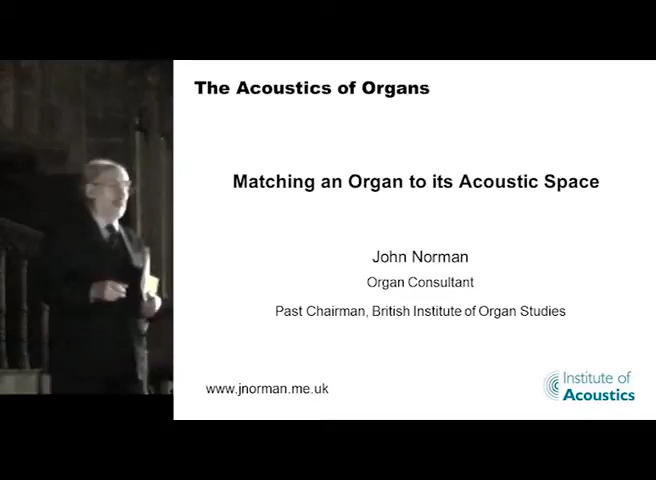 The Acoustics of Organs
Matching an Organ to its Acoustic Space
John Norman
Organ Consultant
Past Chairman, British Institute of Organ Studies
www.jnorman.me.uk
Institute of
Acoustics